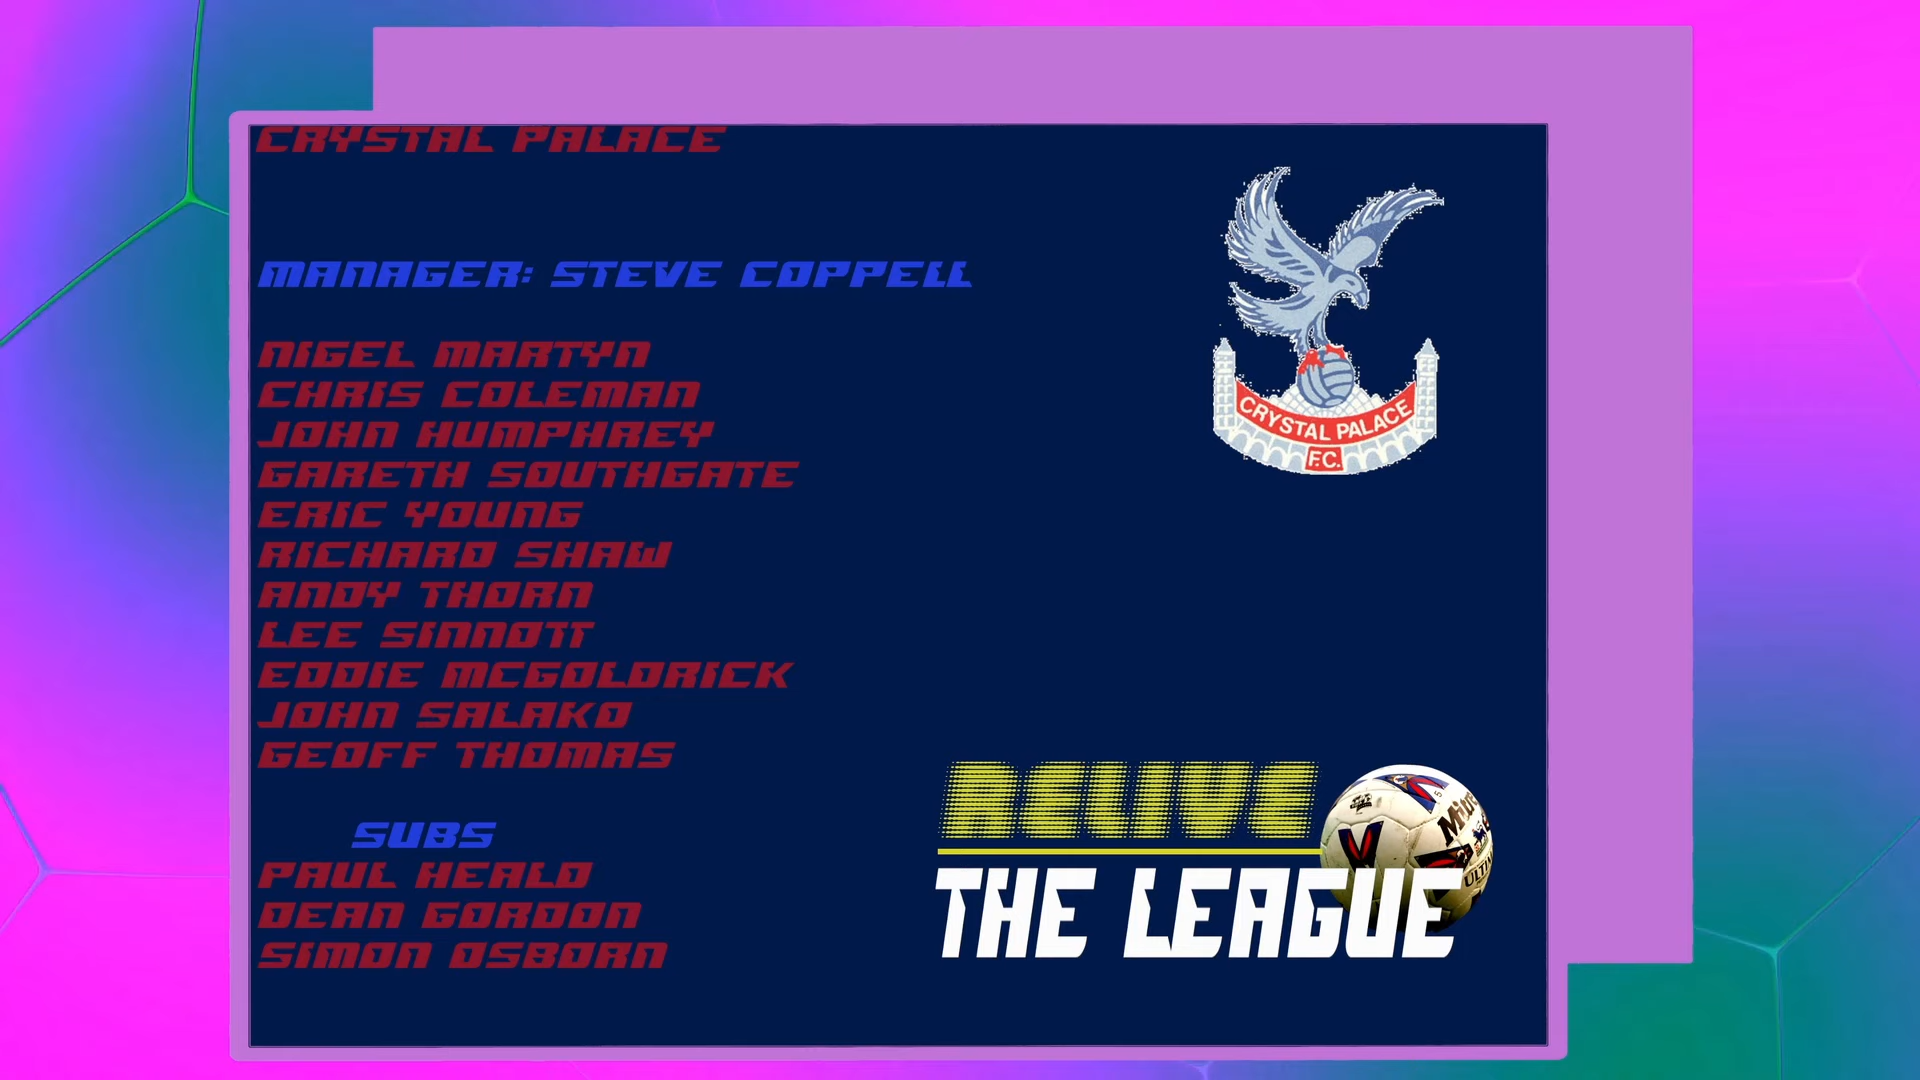 CRYSTAL PALACE
MANAGER: STEVE COPPELL
NIGEL MARTYN
CHRIS COLEMAN
JOHN HUMPHREY
GARETH SOUTHGATE
ERIC YOUNG
RICHARD SHAW
ANDY THORN
LEE SINNOTT
EDDIE MCGOLDRICK
JOHN SALAKO
GEOFF THOMAS
SUBS
PAUL HEALD
DEAN GORDON
SIMON OSBORN
CRYSTAL PALACE
F.C.
RELIVE
THE LEAGUE
Mitre
5